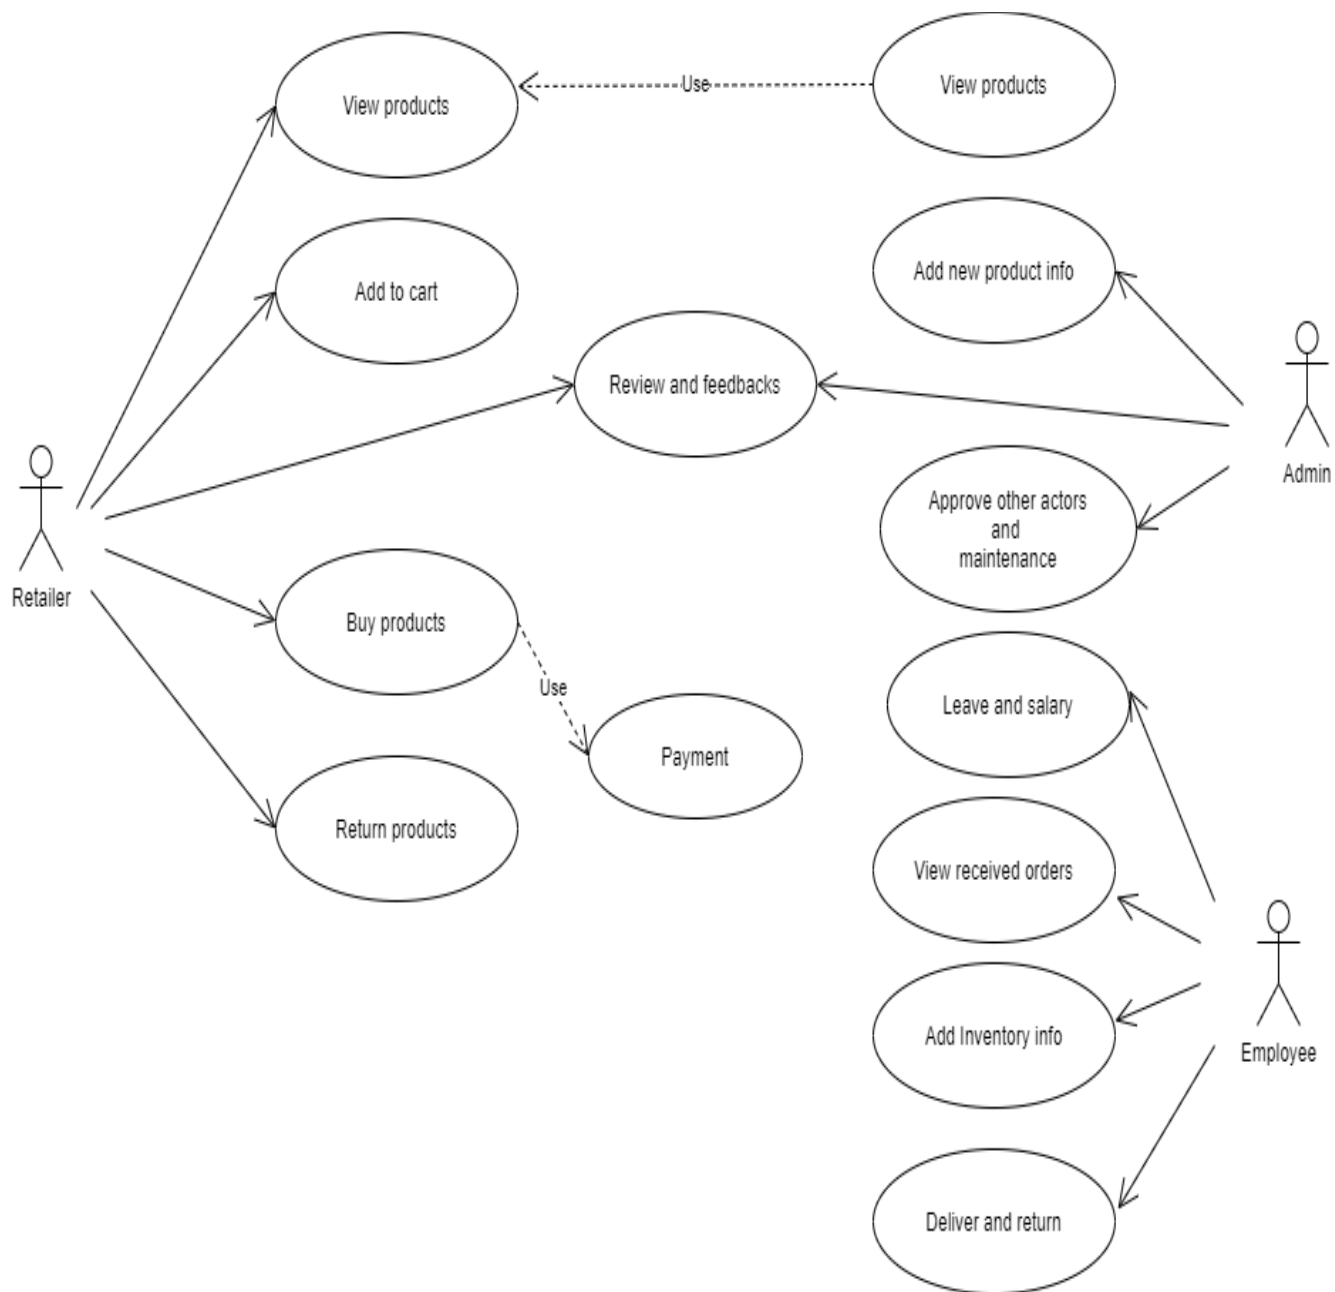 View products
Use
View products
Add to cart
Add new product info
Review and feedbacks
Admin
Approve other actors
and
maintenance
Retailer
Buy products
Use
Leave and salary
Payment
Return products
View received orders
Add Inventory info
Employee
Deliver and return